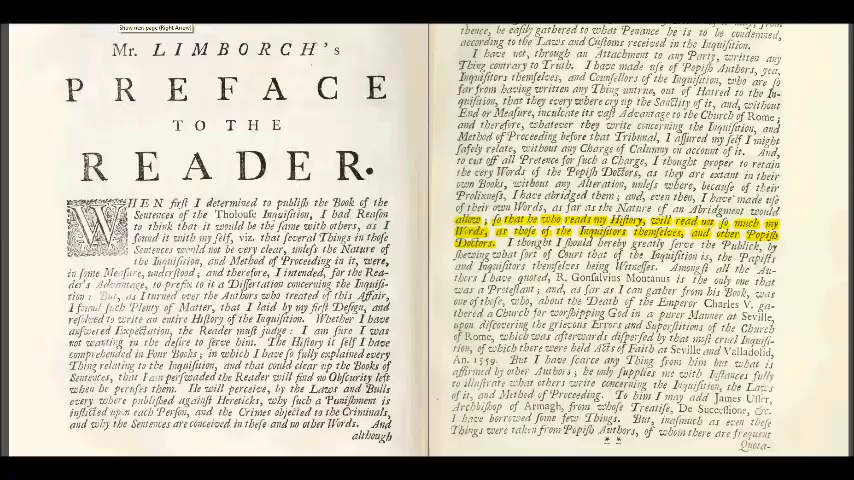 Show next page (Right Arrow)
Mr. LIMBORCH's
PREFACE
TO THE
READER.
WHEN first I determined to publish the Book of the
Sentences of the Tholouse Inquisition, I had Reason
to think that it would be the same with others, as I
found it with my self, viz. that several Things in those
Sentences would not be very clear, unless the Nature of
the Inquisition, and Method of Proceeding in it, were,
in some Measure, understood; and therefore, I intended, for the Rea-
der's Advantage, to prefix to it a Dissertation concerning the Inquisi-
tion: But, as I turned over the Authors who treated of this Affair,
I found such Plenty of Matter, that I laid by my first Design, and
resolved to write an entire History of the Inquisition. Whether I have
answered Expectation, the Reader must judge: I am sure I was
not wanting in the desire to serve him. The History it self I have
comprehended in Four Books; in which I have so fully explained every
Thing relating to the Inquisition, and that could clear up the Books of
Sentences, that I am perswaded the Reader will find no Obscurity left
when he peruses them. He will perceive, by the Laws and Bulls
every where published against Hereticks, why such a Punishment is
inflicted upon each Person, and the Crimes objected to the Criminals,
and why the Sentences are conceived in these and no other Words. And
although
thence, be easily gathered to what Penance he is to be condemned,
according to the Laws and Customs received in the Inquisition.
I have not, through an Attachment to any Party, written any
Thing contrary to Truth. I have made use of Popish Authors, yea,
Inquisitors themselves, and Counsellors of the Inquisition, who are so
far from having written any Thing untrue, out of Hatred to the In-
quisition, that they every where cry up the Sanctity of it, and, without
End or Measure, inculcate its vast Advantage to the Church of Rome;
and therefore, whatever they write concerning the Inquisition, and
Method of Proceeding before that Tribunal, I assured my self I might
safely relate, without any Charge of Calumny on account of it. And,
to cut off all Pretence for such a Charge, I thought proper to retain
the very Words of the Popish Doctors, as they are extant in their
own Books, without any Alteration, unless where, because of their
Prolixness, I have abridged them; and, even then, I have made use
of their own Words, as far as the Nature of an Abridgment would
allow; so that he who reads my History, will read not so much my
Words, as those of the Inquisitors themselves, and other Popish
Doctors. I thought I should hereby greatly serve the Publick, by
shewing what sort of Court that of the Inquisition is, the Papists
and Inquisitors themselves being Witnesses. Amongst all the Au-
thors I have quoted, R. Gonsalvius Montanus is the only one that
was a Protestant; and, as far as I can gather from his Book, was
one of those, who, about the Death of the Emperor Charles V. ga-
thered a Church for worshipping God in a purer Manner at Seville,
upon discovering the grievous Errors and Superstitions of the Church
of Rome, which was afterwards dispersed by that most cruel Inquisi-
tion, of which there were held Acts of Faith at Seville and Valladolid,
An. 1559. But I have scarce any Thing from him but what is
affirmed by other Authors; he only supplies me with Instances fully
to illustrate what others write concerning the Inquisition, the Laws
of it, and Method of Proceeding. To him I may add James Usser,
Archbishop of Armagh, from whose Treatise, De Successione, &c.
I have borrowed some few Things. But, inasmuch as even these
Things were taken from Popish Authors, of whom there are frequent
* *
Quota-